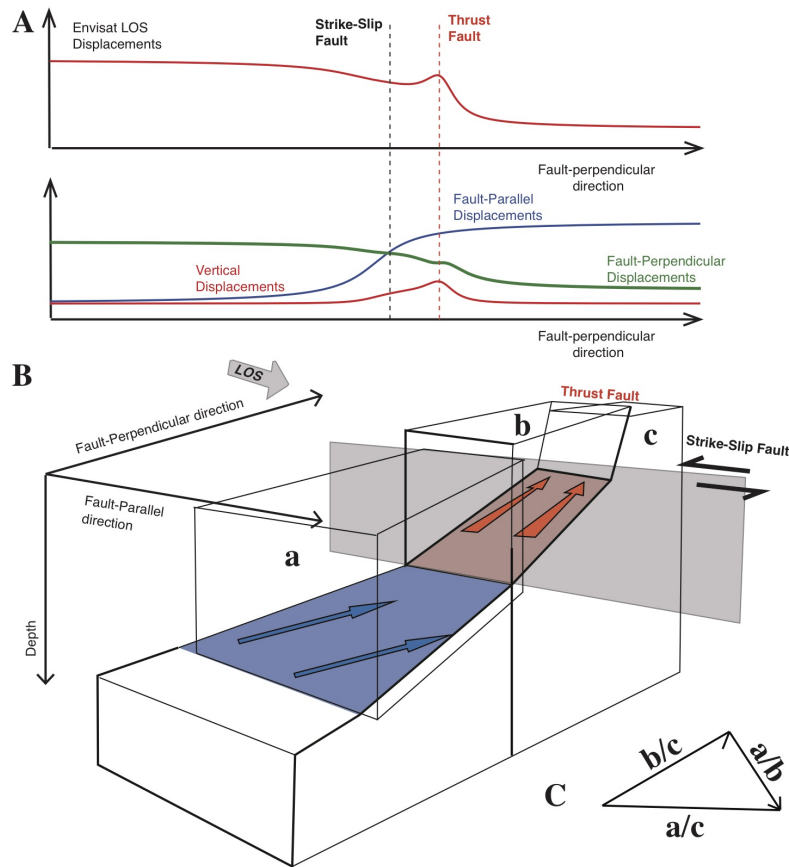 A
Envisat LOS
Displacements
Strike-Slip
Fault
Thrust
Fault
Fault-perpendicular
direction
Fault-Parallel
Displacements
Vertical
Displacements
Fault-Perpendicular
Displacements
Fault-perpendicular
direction
B
LOS
Fault-Perpendicular direction
Fault-Parallel
direction
Depth
Thrust Fault
Strike-Slip Fault
a
b
c
C
b/c
a/b
a/c